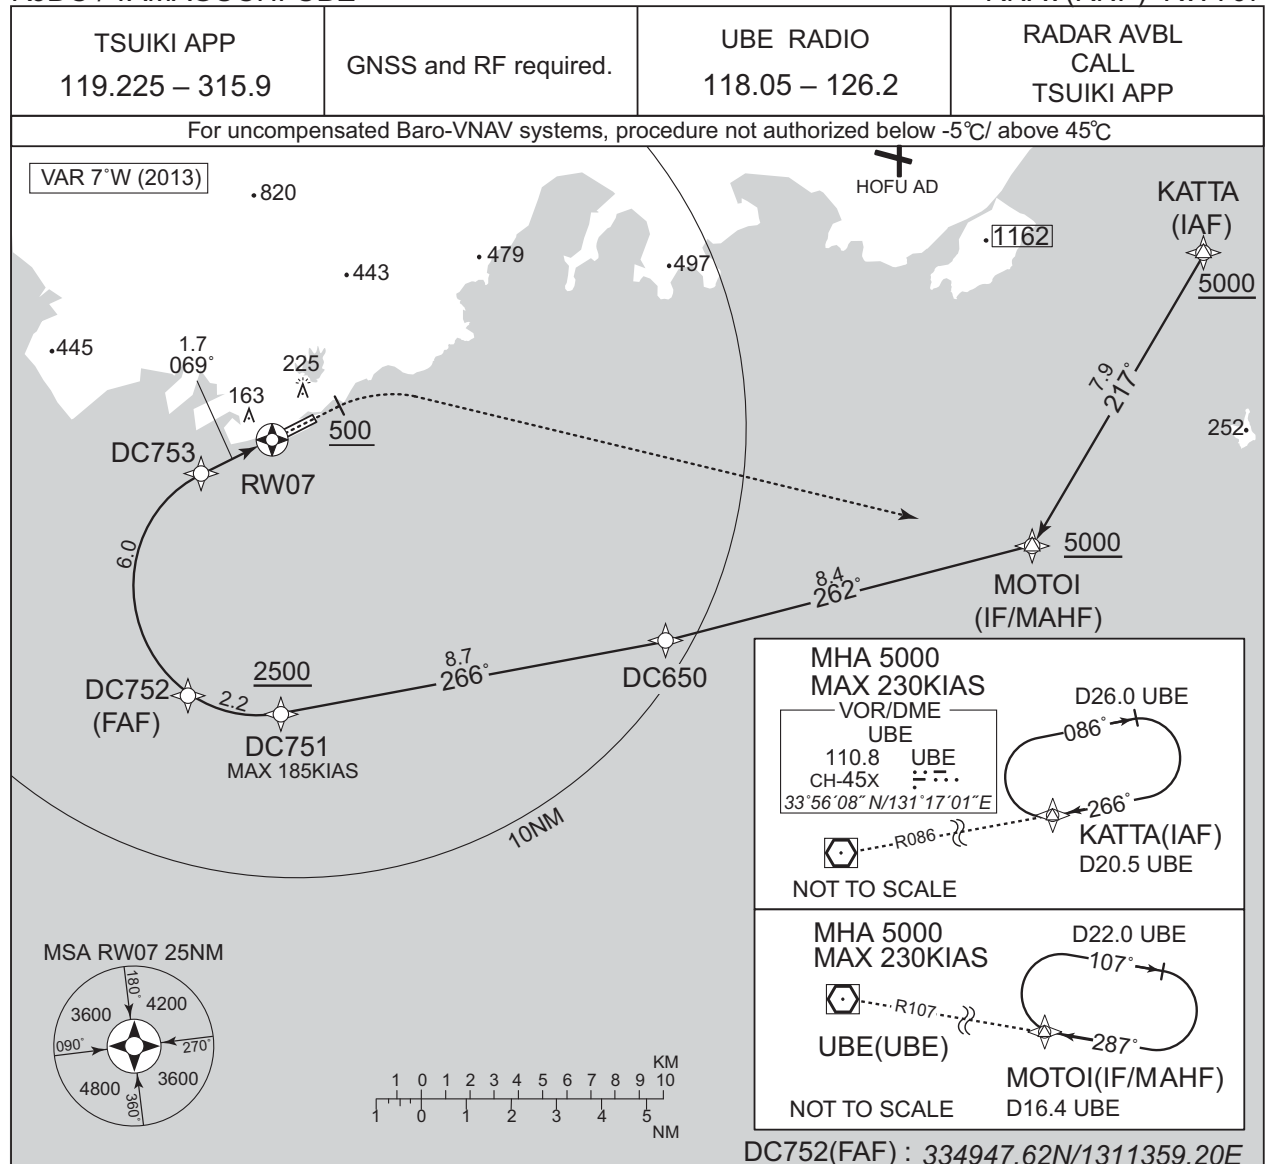 TSUIKI APP
119.225 – 315.9
GNSS and RF required.
UBE RADIO
118.05 – 126.2
RADAR AVBL
CALL
TSUIKI APP
For uncompensated Baro-VNAV systems, procedure not authorized below -5℃/ above 45℃
VAR 7°W (2013)
820
HOFU AD
KATTA
(IAF)
5000
1162
479
497
443
445
1.7
069°
225
163
500
7.9
217°
252
DC753
RW07
6.0
5000
MOTOI
(IF/MAHF)
8.4
262°
DC650
8.7
266°
2500
DC752
(FAF)
2.2
DC751
MAX 185KIAS
10NM
MHA 5000
MAX 230KIAS
VOR/DME
UBE
110.8 UBE
CH-45X
33°56′08″ N/131°17′01″E
D26.0 UBE
086°
266°
R086
KATTA(IAF)
D20.5 UBE
NOT TO SCALE
MHA 5000
MAX 230KIAS
D22.0 UBE
107°
R107
287°
UBE(UBE)
MOTOI(IF/MAHF)
D16.4 UBE
NOT TO SCALE
MSA RW07 25NM
180°
3600
4200
090°
270°
4800
3600
360°
KM
1 0 1 2 3 4 5 6 7 8 9 10
1 0 1 2 3 4 5
NM
DC752(FAF) : 334947.62N/1311359.20E